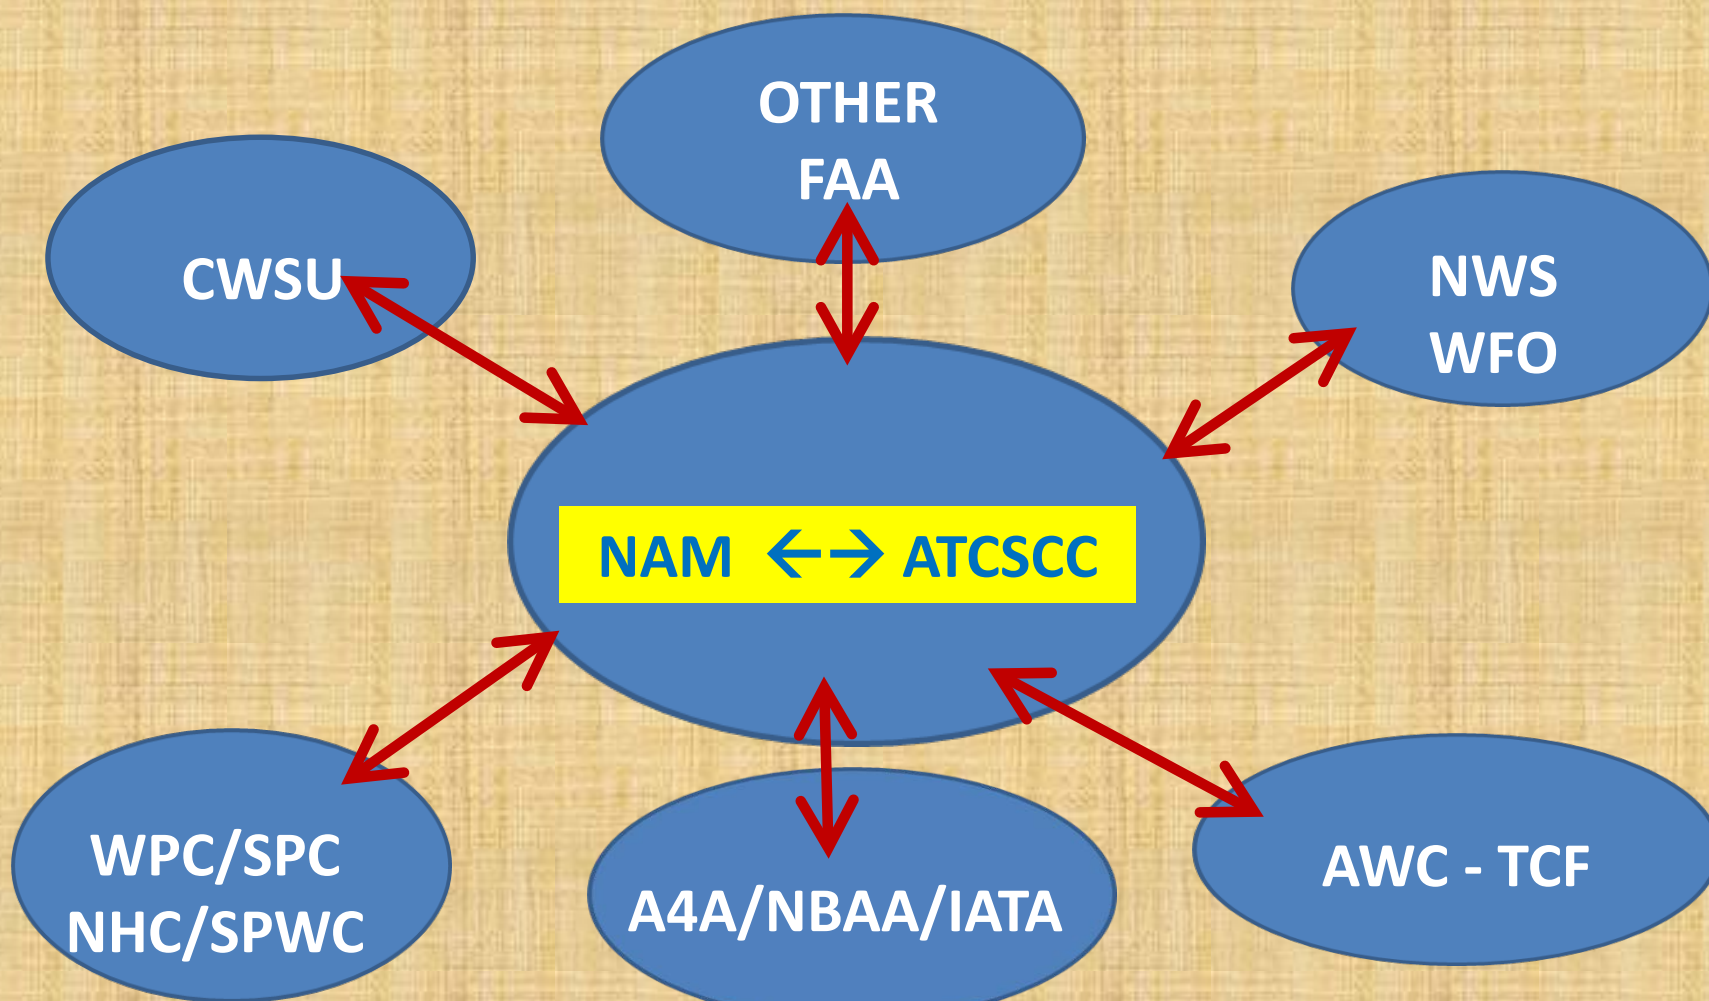 OTHER
FAA
CWSU
NWS
WFO
NAM ←→ ATCSCC
WPC/SPC
NHC/SPWC
A4A/NBAA/IATA
AWC - TCF